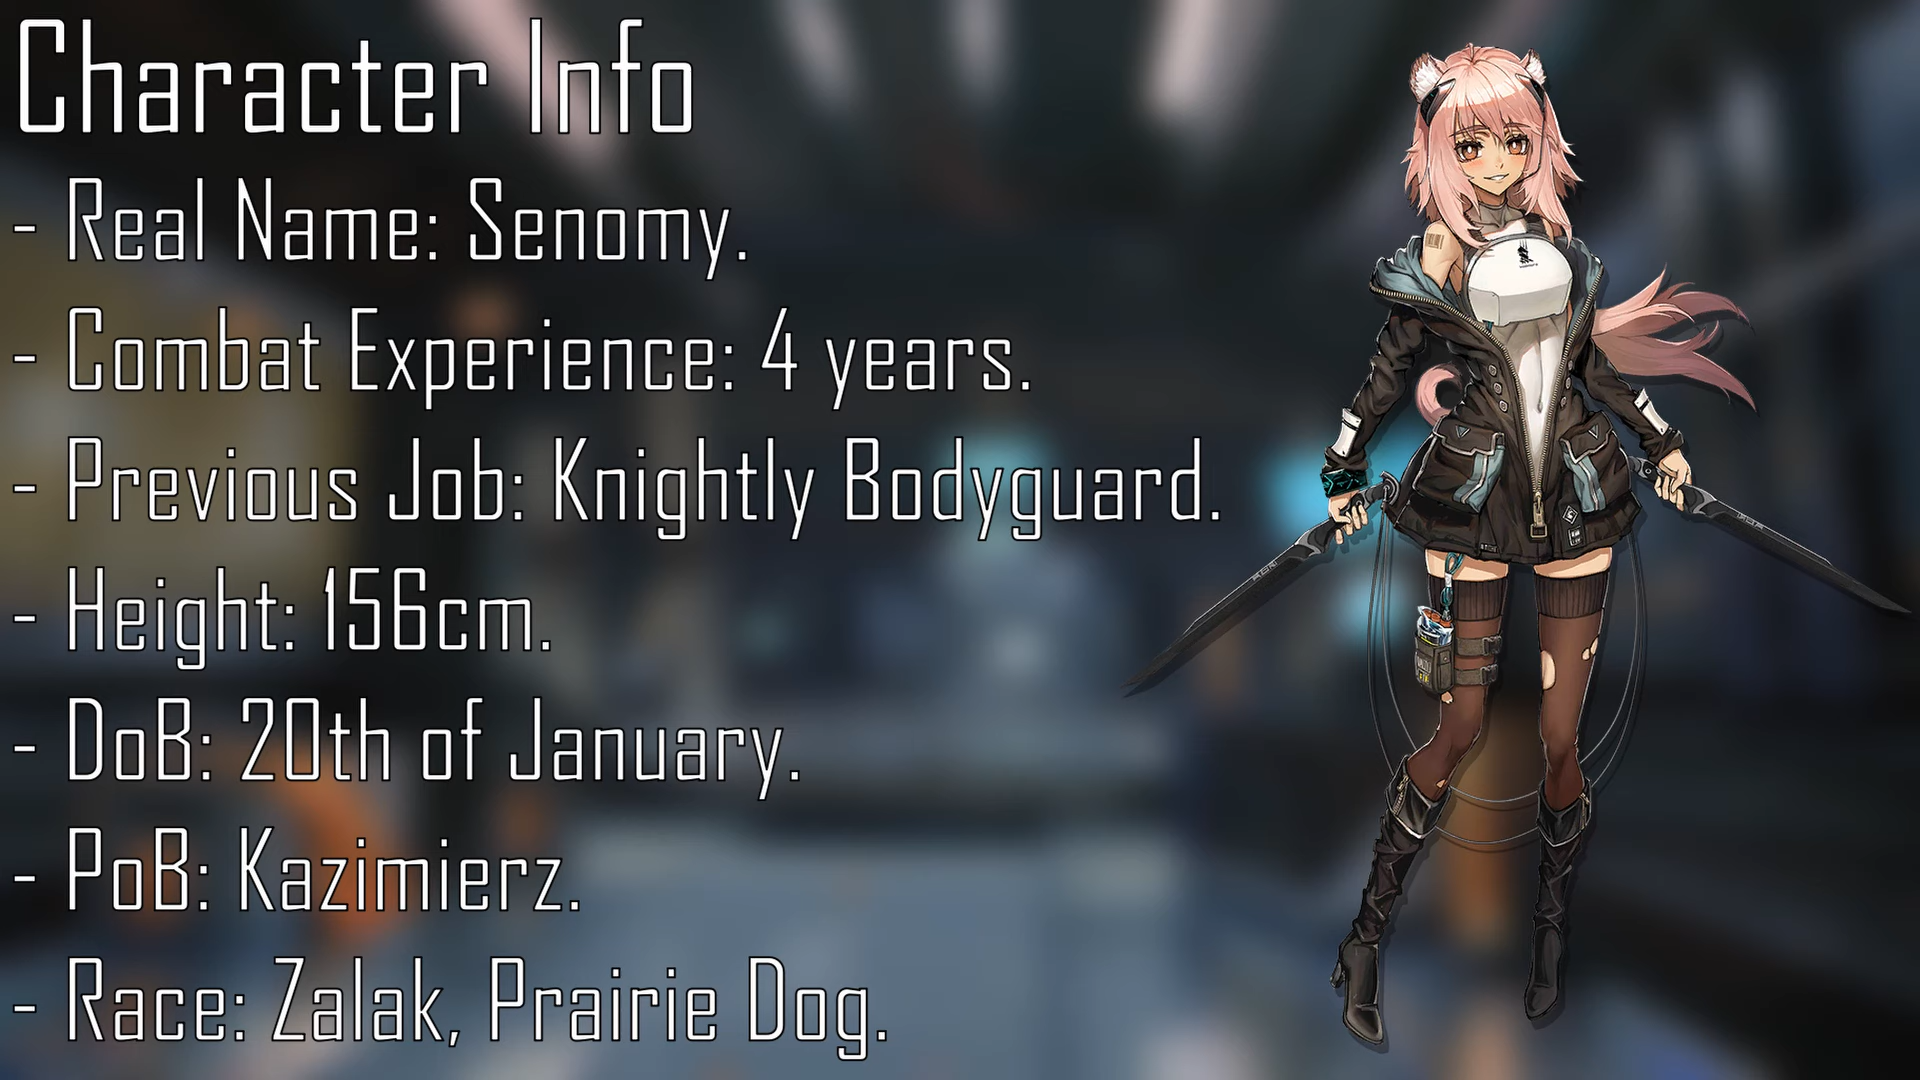 Character Info
- Real Name: Senomy.
- Combat Experience: 4 years.
- Previous Job: Knightly Bodyguard.
- Height: 156cm.
- DoB: 20th of January.
- PoB: Kazimierz.
- Race: Zalak, Prairie Dog.